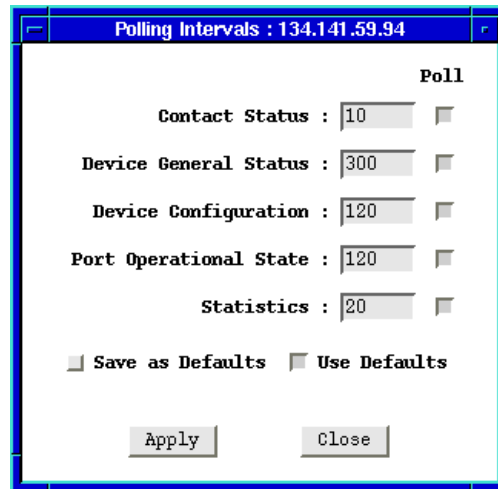 Polling Intervals : 134.141.59.94
Poll
Contact Status : 10
Device General Status : 300
Device Configuration : 120
Port Operational State : 120
Statistics : 20
Save as Defaults Use Defaults
Apply Close